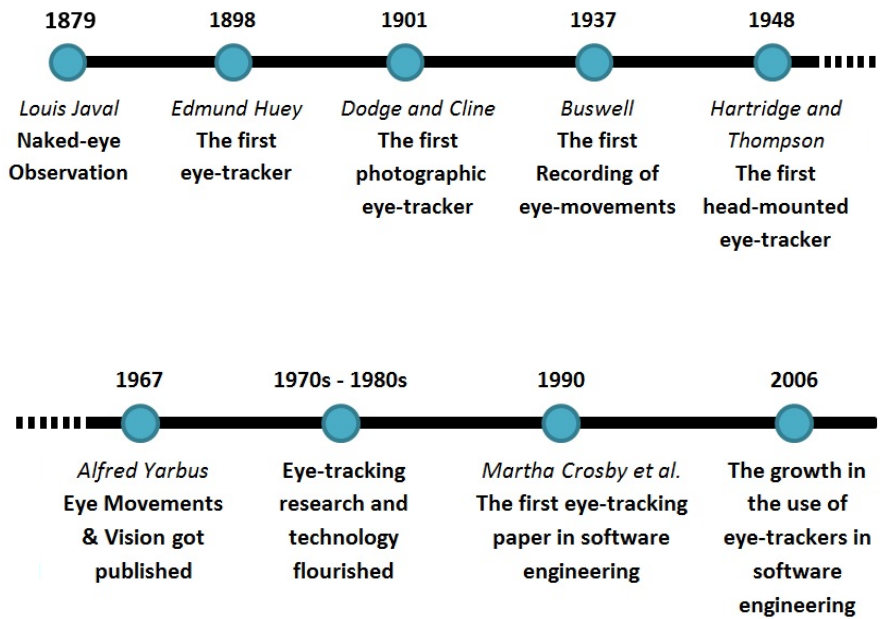 1879
Louis Javal
Naked-eye
Observation
1898
Edmund Huey
The first
eye-tracker
1901
Dodge and Cline
The first
photographic
eye-tracker
1937
Buswell
The first
Recording of
eye-movements
1948
Hartridge and
Thompson
The first
head-mounted
eye-tracker
1967
Alfred Yarbus
Eye Movements
& Vision got
published
1970s - 1980s
Eye-tracking
research and
technology
flourished
1990
Martha Crosby et al.
The first eye-tracking
paper in software
engineering
2006
The growth in
the use of
eye-trackers in
software
engineering